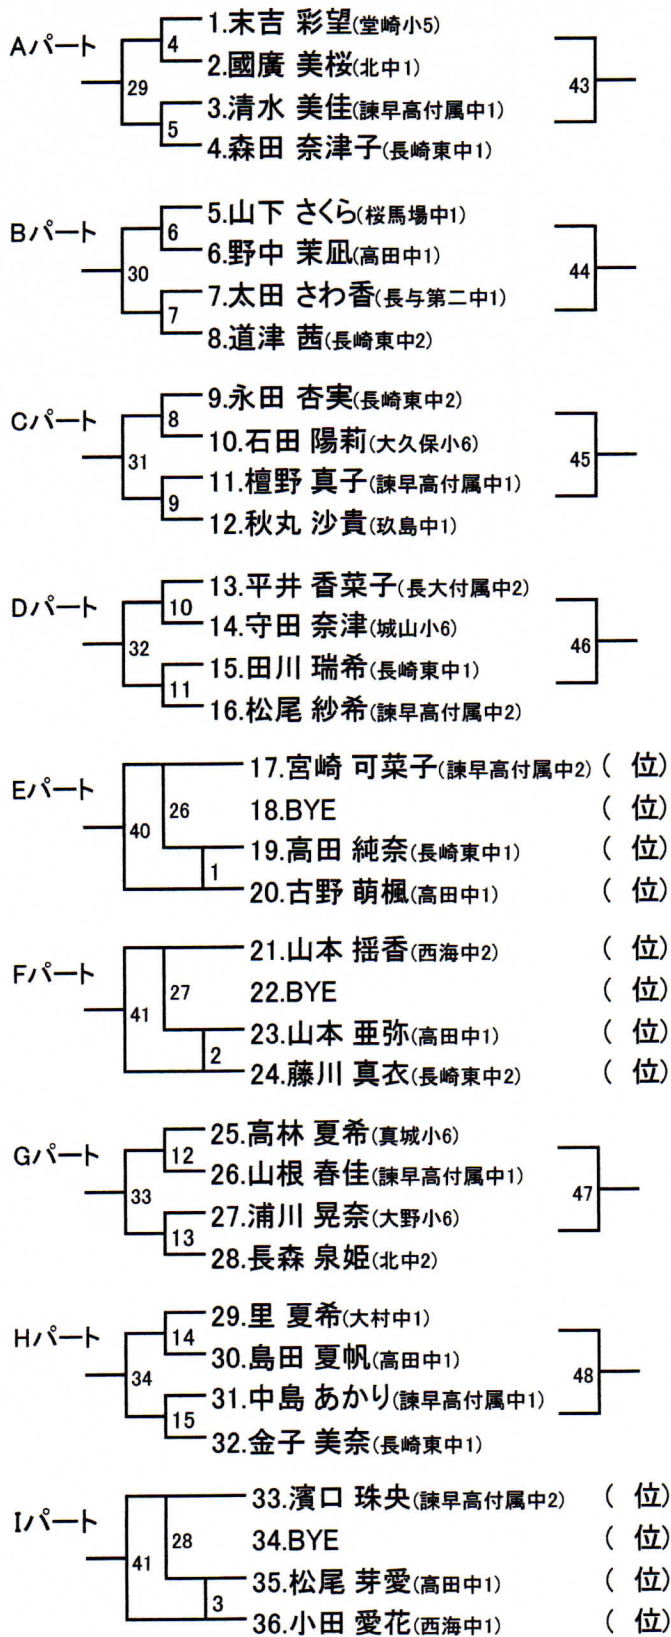 Aパート
4
1.末吉 彩望(堂崎小5)
2.國廣 美桜(北中1)
29
43
5
3.清水 美佳(諫早高付属中1)
4.森田 奈津子(長崎東中1)
Bパート
6
5.山下 さくら(桜馬場中1)
6.野中 茉凪(高田中1)
30
44
7
7.太田 さわ香(長与第二中1)
8.道津 茜(長崎東中2)
Cパート
8
9.永田 杏実(長崎東中2)
10.石田 陽莉(大久保小6)
31
45
9
11.檀野 真子(諫早高付属中1)
12.秋丸 沙貴(玖島中1)
Dパート
10
13.平井 香菜子(長大付属中2)
14.守田 奈津(城山小6)
32
46
11
15.田川 瑞希(長崎東中1)
16.松尾 紗希(諫早高付属中2)
Eパート
17.宮崎 可菜子(諫早高付属中2) ( 位)
26
18.BYE ( 位)
40
19.高田 純奈(長崎東中1) ( 位)
1
20.古野 萌楓(高田中1) ( 位)
Fパート
21.山本 揺香(西海中2) ( 位)
27
22.BYE ( 位)
41
23.山本 亜弥(高田中1) ( 位)
2
24.藤川 真衣(長崎東中2) ( 位)
Gパート
12
25.高林 夏希(真城小6)
26.山根 春佳(諫早高付属中1)
33
47
13
27.浦川 晃奈(大野小6)
28.長森 泉姫(北中2)
Hパート
14
29.里 夏希(大村中1)
30.島田 夏帆(高田中1)
34
48
15
31.中島 あかり(諫早高付属中1)
32.金子 美奈(長崎東中1)
Iパート
33.濱口 珠央(諫早高付属中2) ( 位)
28
34.BYE ( 位)
41
35.松尾 芽愛(高田中1) ( 位)
3
36.小田 愛花(西海中1) ( 位)